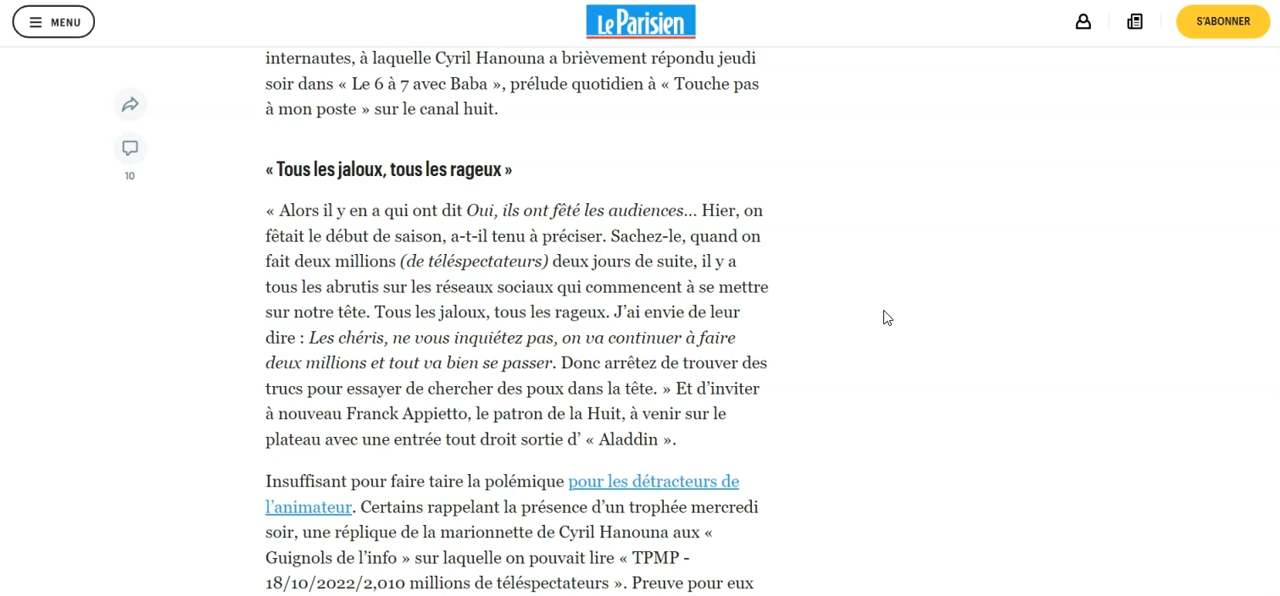 MENU
Le Parisien
S'ABONNER
internautes, à laquelle Cyril Hanouna a brièvement répondu jeudi
soir dans « Le 6 à 7 avec Baba », prélude quotidien à « Touche pas
à mon poste » sur le canal huit.
10
« Tous les jaloux, tous les rageux »
« Alors il y en a qui ont dit Oui, ils ont fêté les audiences... Hier, on
fêtait le début de saison, a-t-il tenu à préciser. Sachez-le, quand on
fait deux millions (de téléspectateurs) deux jours de suite, il y a
tous les abrutis sur les réseaux sociaux qui commencent à se mettre
sur notre tête. Tous les jaloux, tous les rageux. J’ai envie de leur
dire : Les chéris, ne vous inquiétez pas, on va continuer à faire
deux millions et tout va bien se passer. Donc arrêtez de trouver des
trucs pour essayer de chercher des poux dans la tête. » Et d’inviter
à nouveau Franck Appietto, le patron de la Huit, à venir sur le
plateau avec une entrée tout droit sortie d’ « Aladdin ».
Insuffisant pour faire taire la polémique pour les détracteurs de
l’animateur. Certains rappelant la présence d’un trophée mercredi
soir, une réplique de la marionnette de Cyril Hanouna aux «
Guignols de l’info » sur laquelle on pouvait lire « TPMP -
18/10/2022/2,010 millions de téléspectateurs ». Preuve pour eux